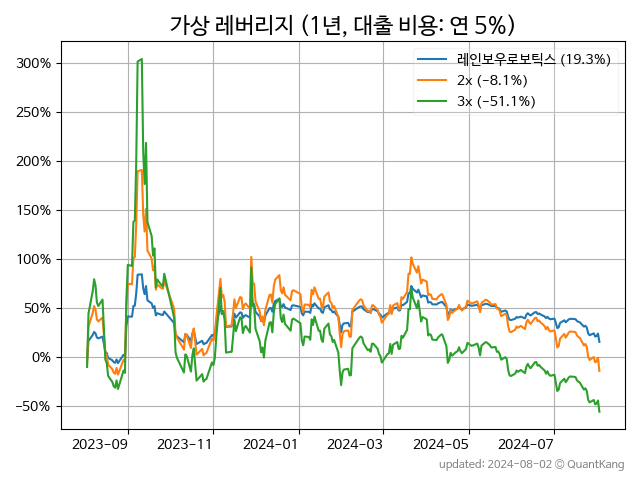 가상 레버리지 (1년, 대출 비용: 연 5%)
레인보우로보틱스 (19.3%)
2x (−8.1%)
3x (−51.1%)
300%
250%
200%
150%
100%
50%
0%
−50%
2023-09 2023-11 2024-01 2024-03 2024-05 2024-07
updated: 2024-08-02 © QuantKang